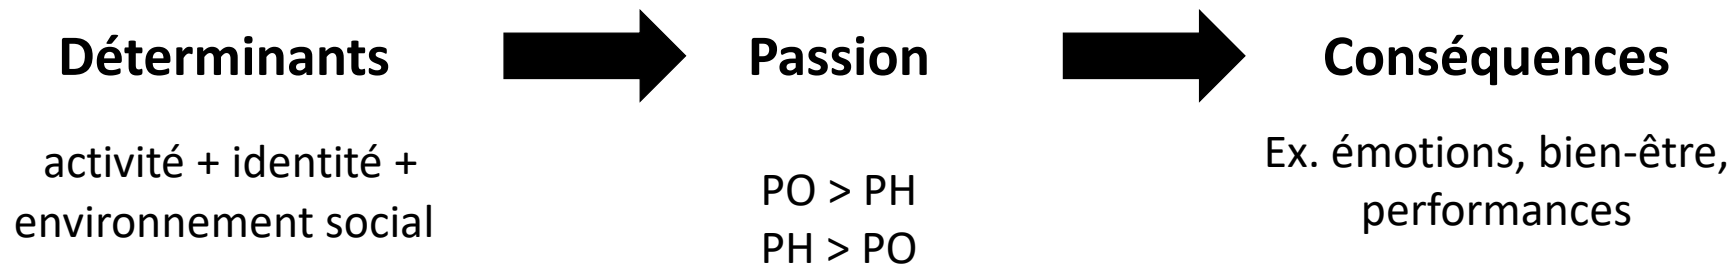 Déterminants
activité + identité +
environnement social
Passion
PO > PH
PH > PO
Conséquences
Ex. émotions, bien-être,
performances